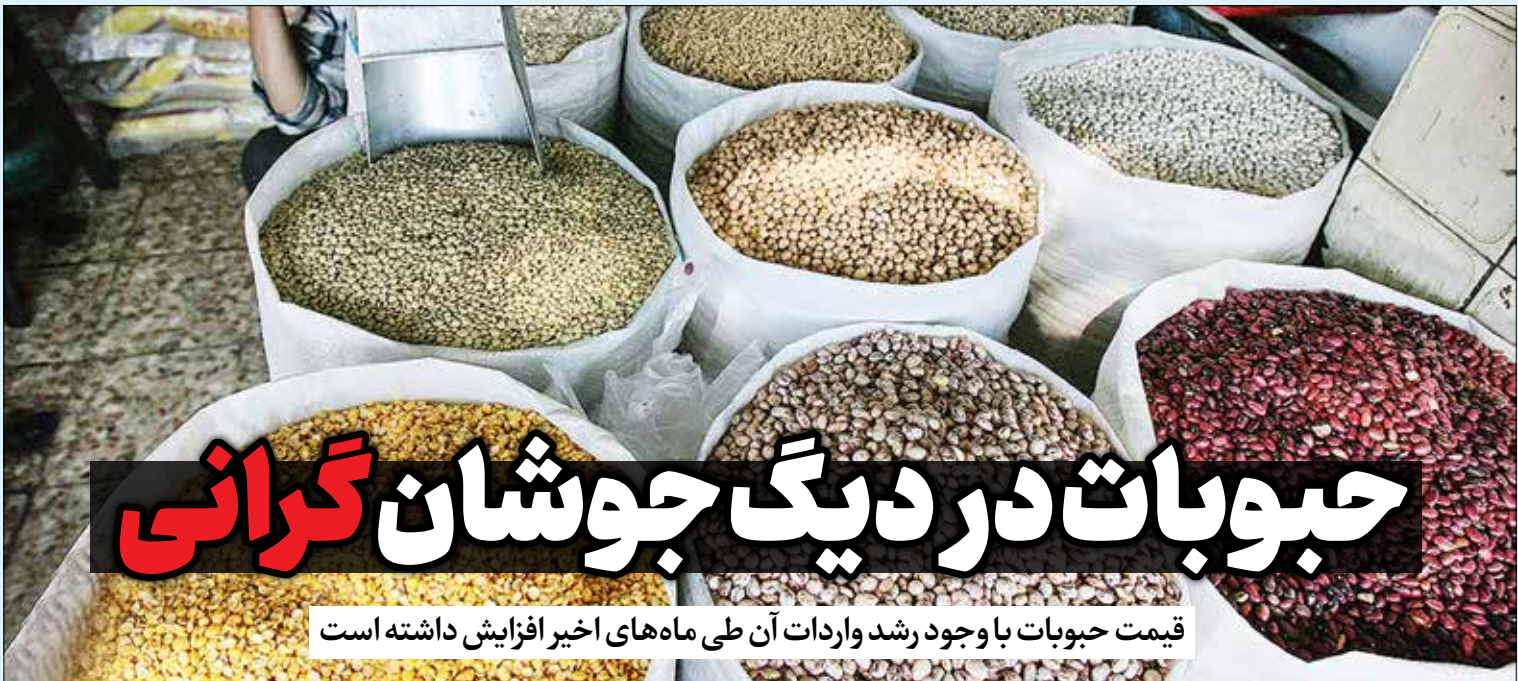 حبوبات در دیگ جوشان گرانی
قیمت حبوبات با وجود رشد واردات آن طی ماه‌های اخیر افزایش داشته است